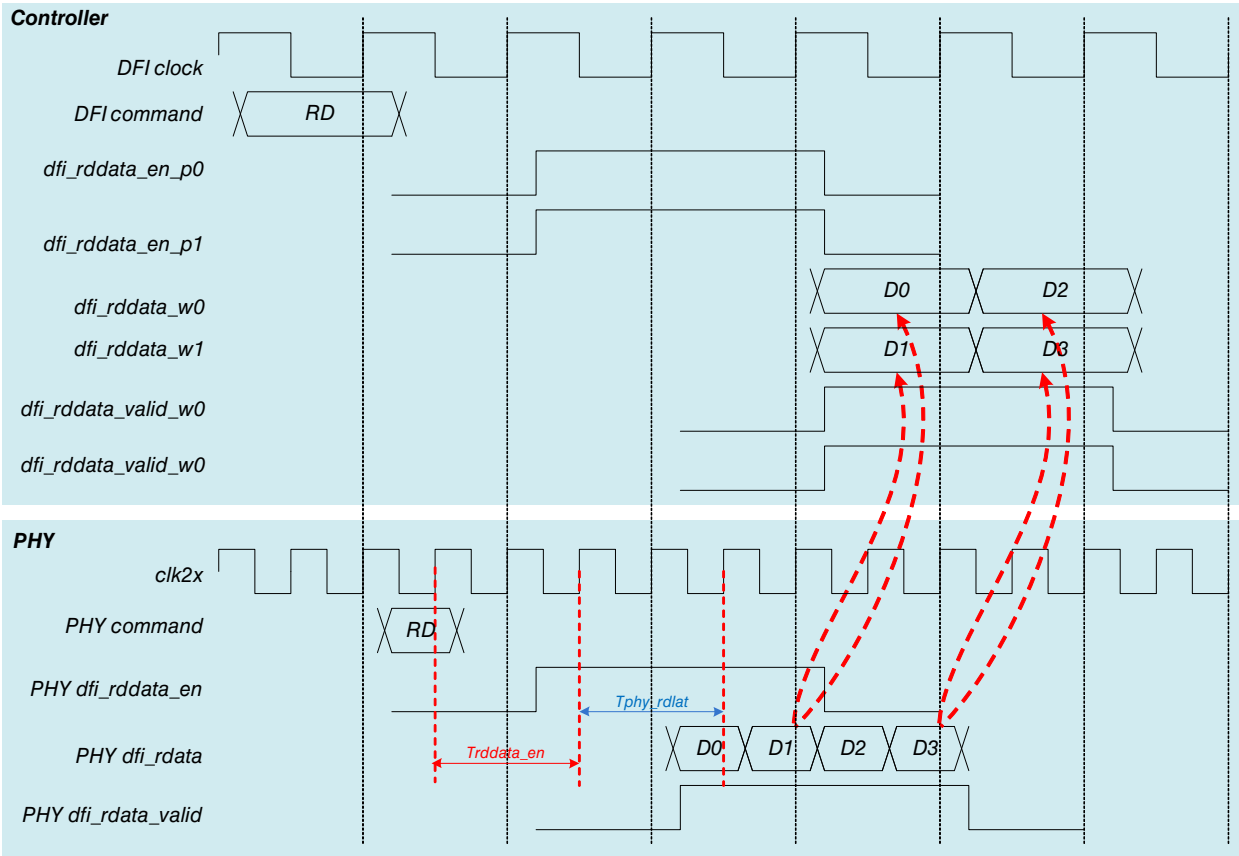 Controller
DFI clock
DFI command RD
dfi_rddata_en_p0
dfi_rddata_en_p1
dfi_rddata_w0 D0 D2
dfi_rddata_w1 D1 D3
dfi_rddata_valid_w0
dfi_rddata_valid_w0
PHY
clk2x
PHY command RD
PHY dfi_rddata_en
Tphy_rdlat
PHY dfi_rdata Trddata_en D0 D1 D2 D3
PHY dfi_rdata_valid